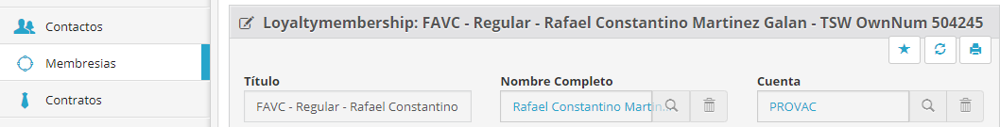 Contactos
Membresias
Contratos
Loyaltymembership: FAVC - Regular - Rafael Constantino Martinez Galan - TSW OwnNum 504245
Título
Nombre Completo
Cuenta
FAVC - Regular - Rafael Constantino
Rafael Constantino Martin...
PROVAC